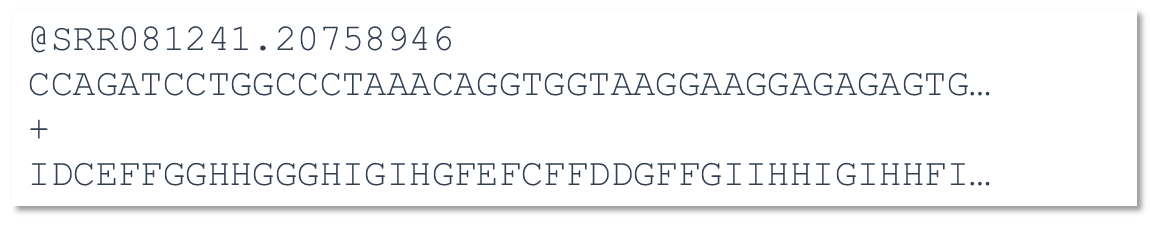 @SRR081241.20758946
CCAGATCCTGGCCCTAAACAGGTGGTAAGGAAGGAGAGAGTG…
+
IDCEFFGGHHGGGHIGIHGFEFCFFDDGFFGIIHHIGIHHFI…